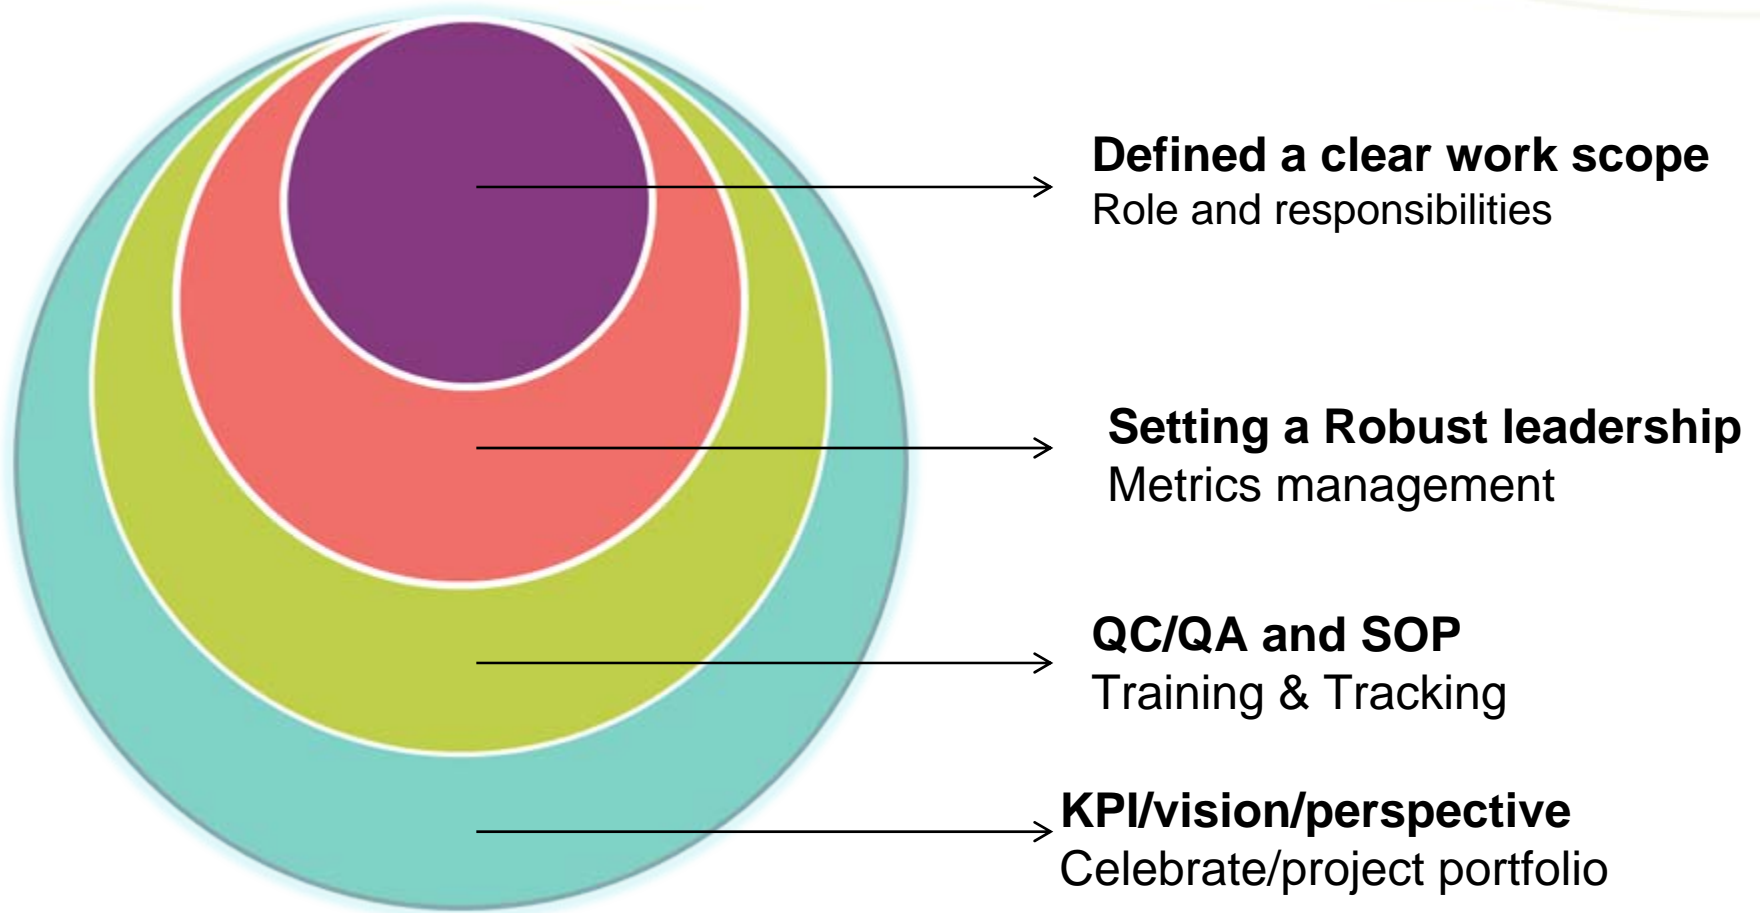 Defined a clear work scope
Role and responsibilities
Setting a Robust leadership
Metrics management
QC/QA and SOP
Training & Tracking
KPI/vision/perspective
Celebrate/project portfolio